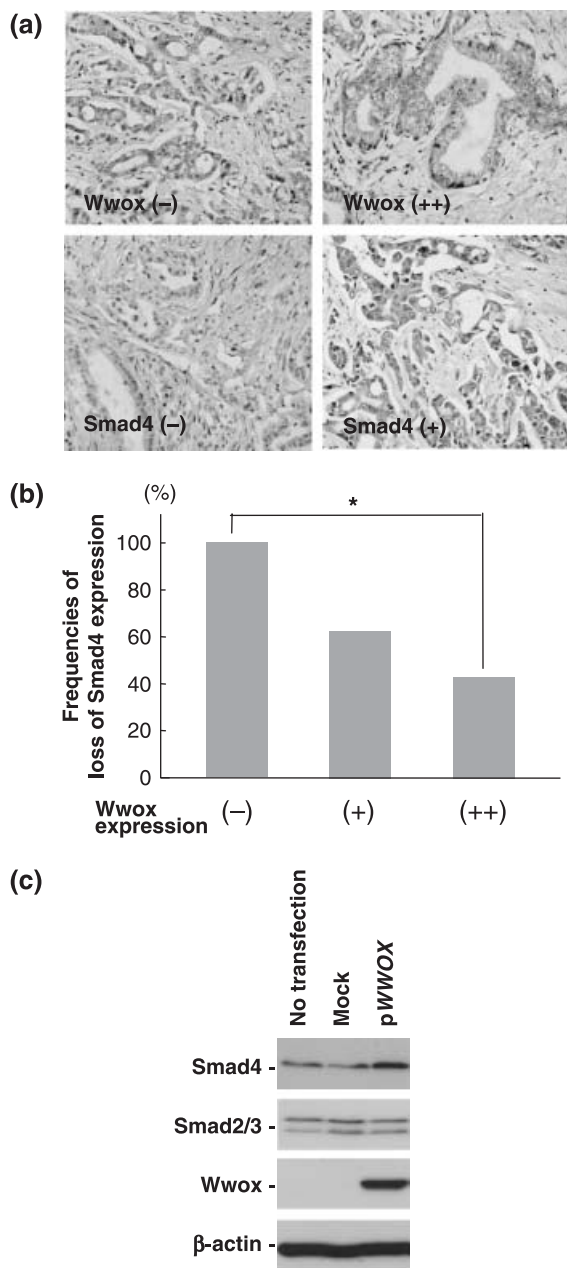 (a)
Wwox (–)
Wwox (++)
Smad4 (–)
Smad4 (+)
(b)
(%)
*
Frequencies of
loss of Smad4 expression
100
80
60
40
20
0
Wwox
expression
(–)
(+)
(++)
(c)
No transfection
Mock
pWWOX
Smad4 -
Smad2/3 -
Wwox -
β-actin -